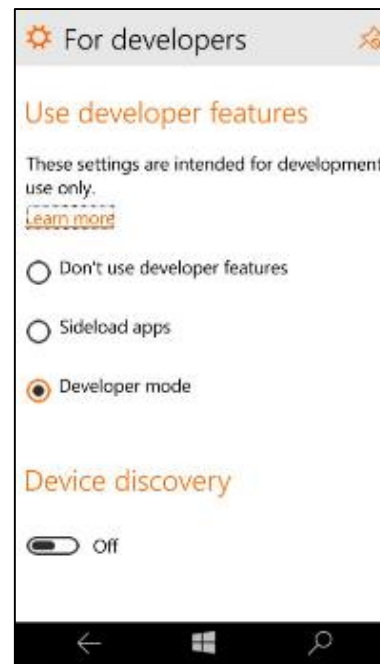 For developers
Use developer features
These settings are intended for development
use only.
Learn more
Don't use developer features
Sideload apps
Developer mode
Device discovery
Off